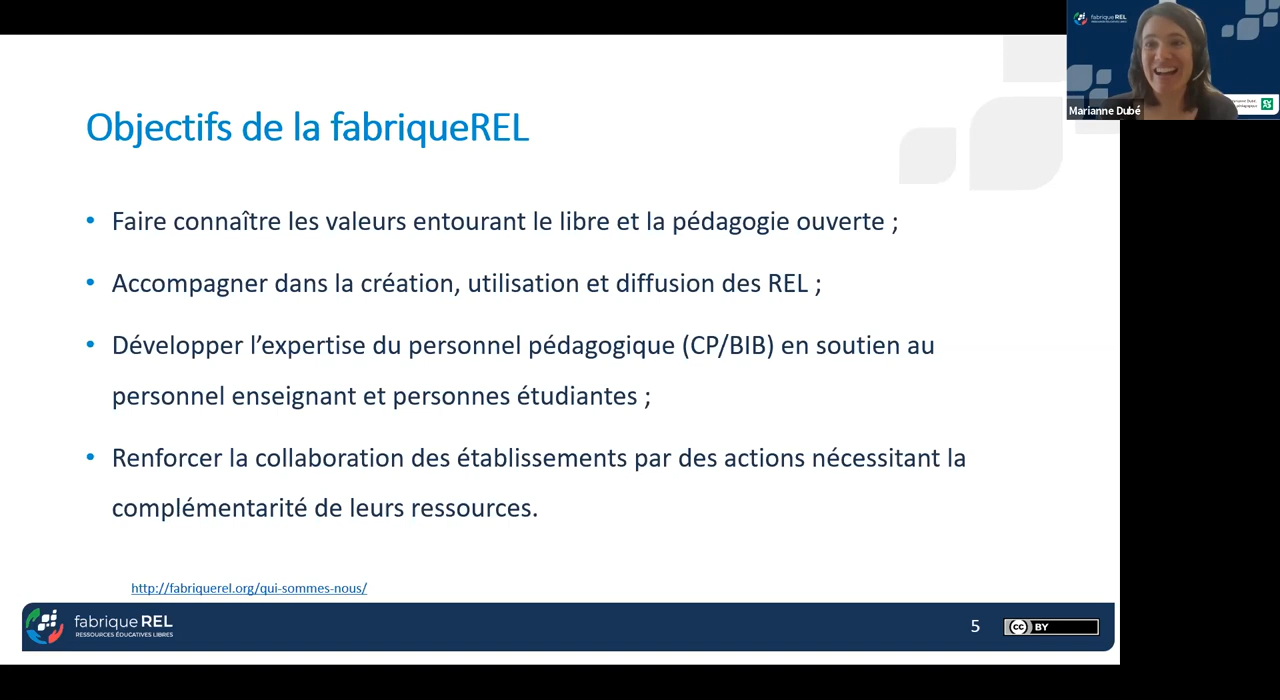 fabrique REL
Marianne Dubé
Objectifs de la fabriqueREL
• Faire connaître les valeurs entourant le libre et la pédagogie ouverte ;
• Accompagner dans la création, utilisation et diffusion des REL ;
• Développer l’expertise du personnel pédagogique (CP/BIB) en soutien au
personnel enseignant et personnes étudiantes ;
• Renforcer la collaboration des établissements par des actions nécessitant la
complémentarité de leurs ressources.
http://fabriquerel.org/qui-sommes-nous/
fabrique REL
RESSOURCES ÉDUCATIVES LIBRES
5
cc BY